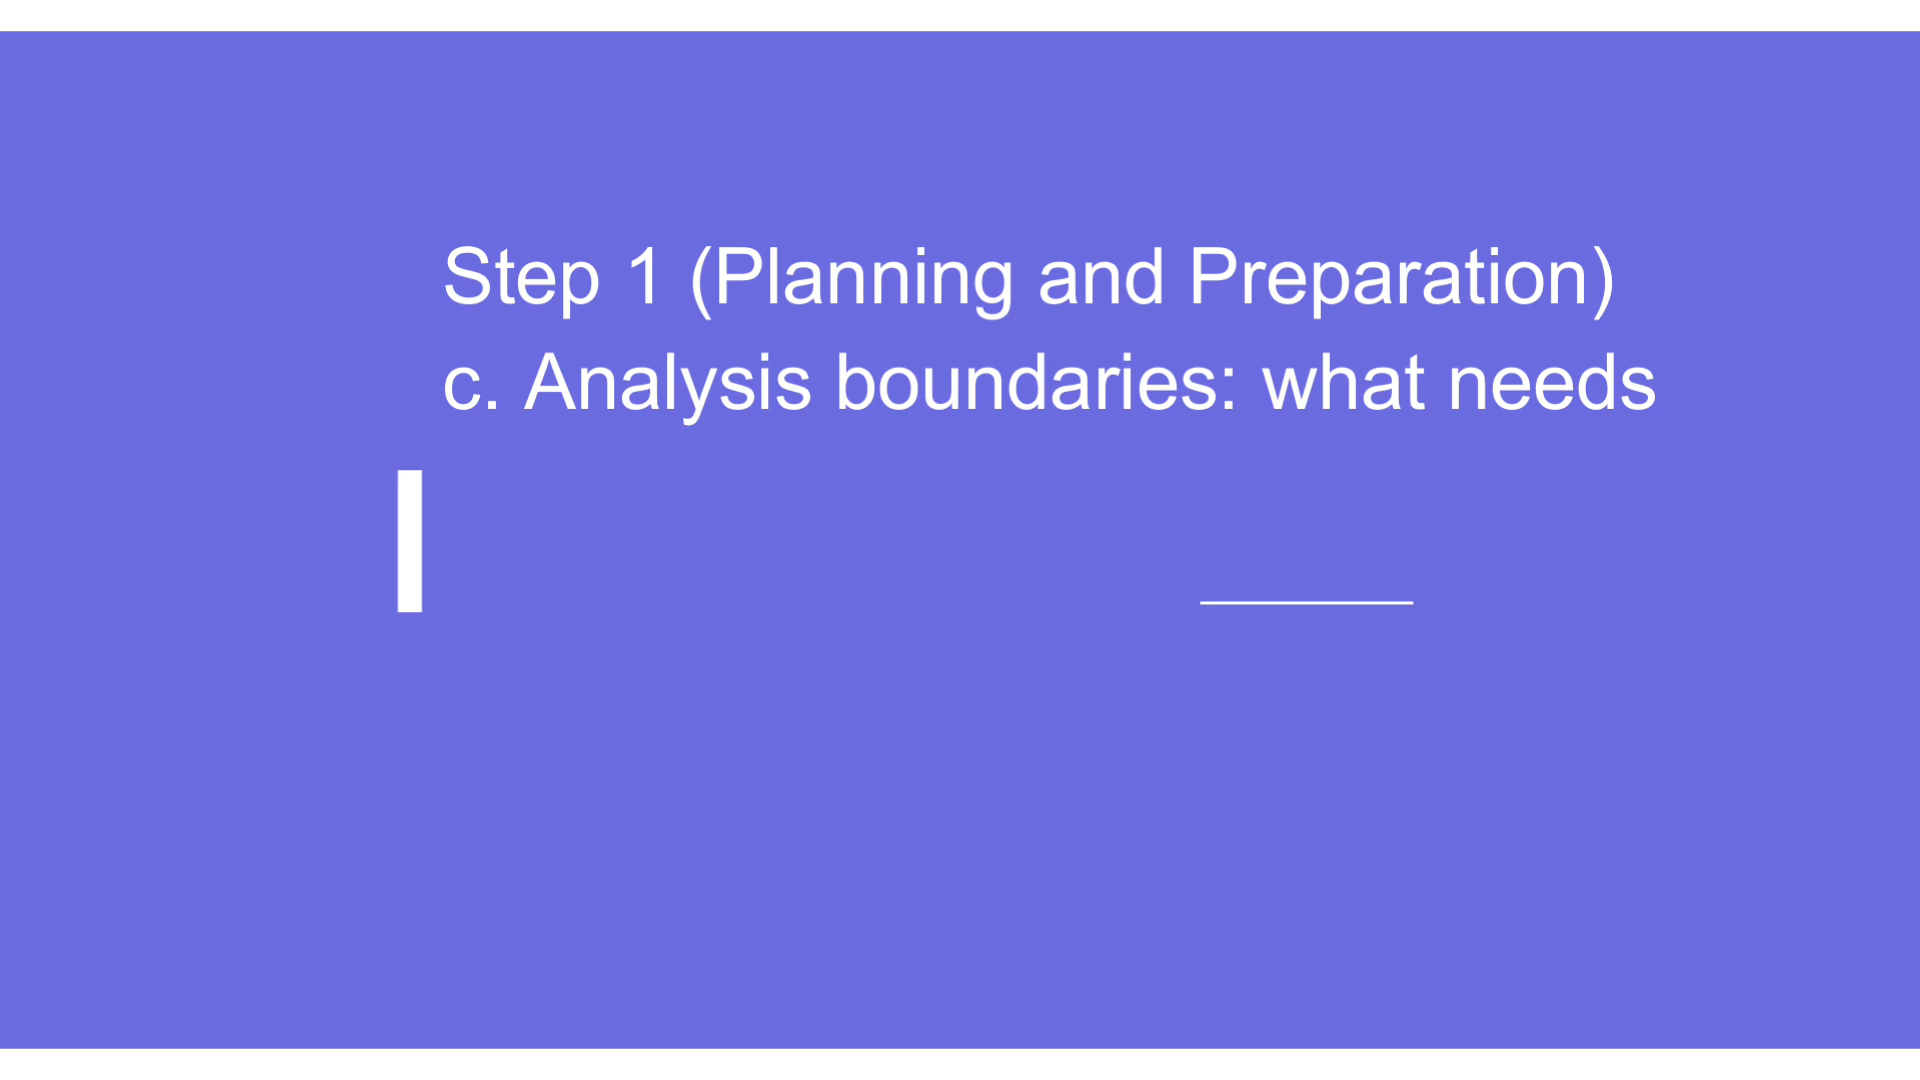 Step 1 (Planning and Preparation)
c. Analysis boundaries: what needs